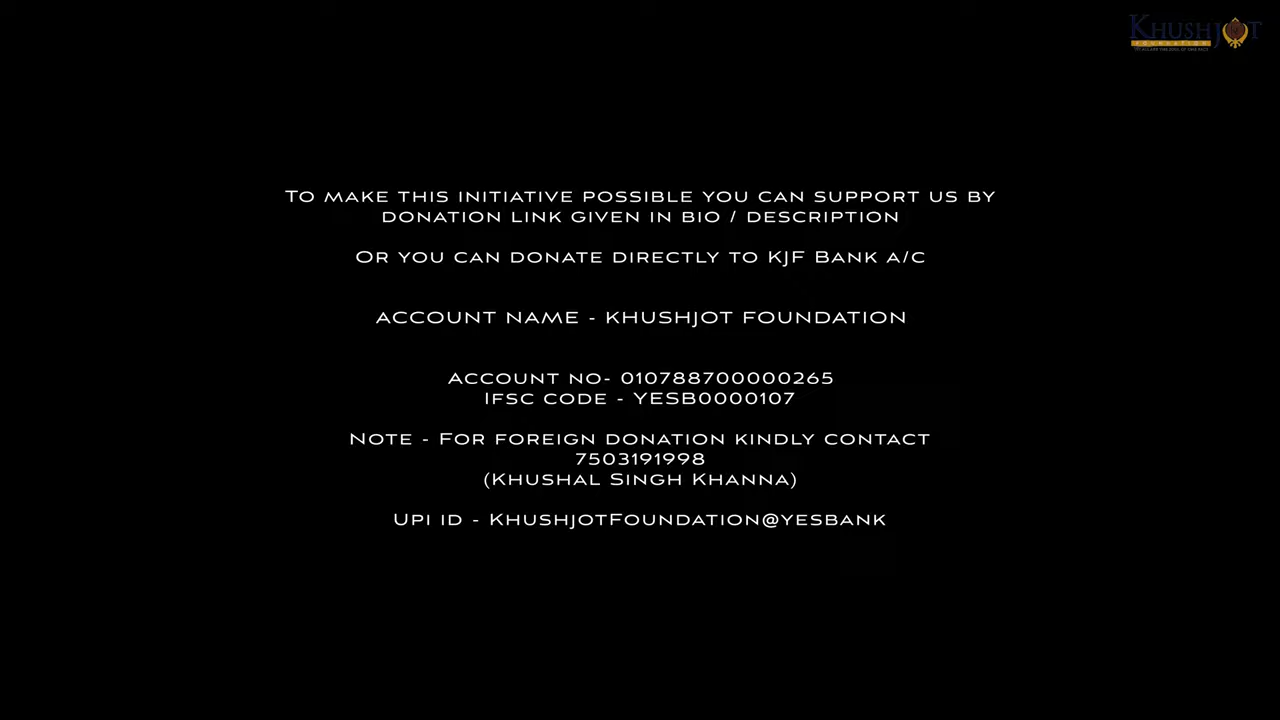 KHUSHJOT
To make this initiative possible you can support us by
donation link given in bio / description
Or you can donate directly to KJF Bank a/c
ACCOUNT NAME - KHUSHJOT FOUNDATION
Account no- 010788700000265
IFSC code - YESB0000107
Note - For foreign donation kindly contact
7503191998
(Khushal Singh Khanna)
Upi id - KhushjotFoundation@yesbank